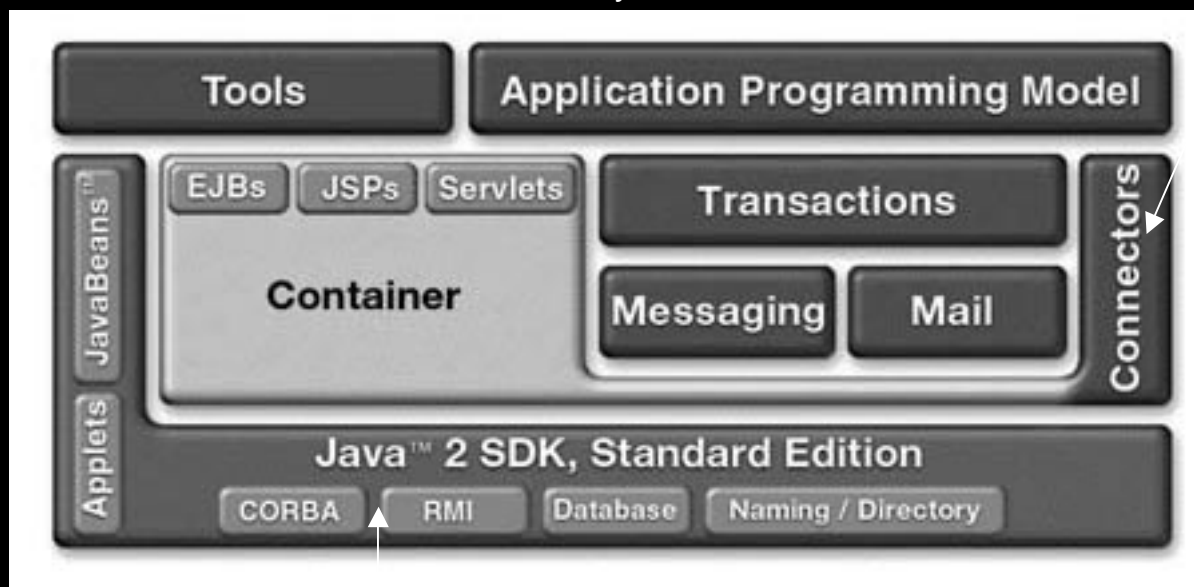 Tools
Application Programming Model
JavaBeans™
EJBs
JSPs
Servlets
Container
Transactions
Messaging
Mail
Connectors
Applets
Java™ 2 SDK, Standard Edition
CORBA
RMI
Database
Naming / Directory